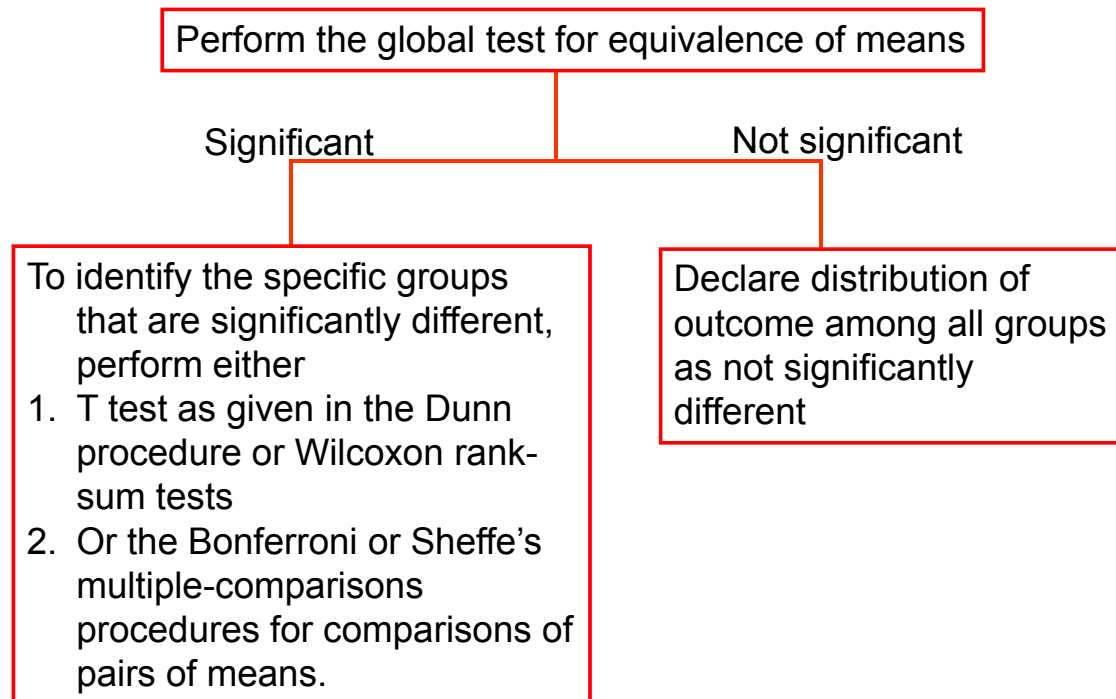 Perform the global test for equivalence of means
Significant
Not significant
To identify the specific groups
that are significantly different,
perform either
1. T test as given in the Dunn
procedure or Wilcoxon rank-
sum tests
2. Or the Bonferroni or Sheffe’s
multiple-comparisons
procedures for comparisons of
pairs of means.
Declare distribution of
outcome among all groups
as not significantly
different